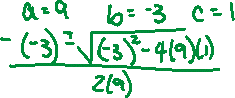 a = 9 b = -3 c = 1
-(-3) ± √(-3)² - 4(9)(1)
2(9)